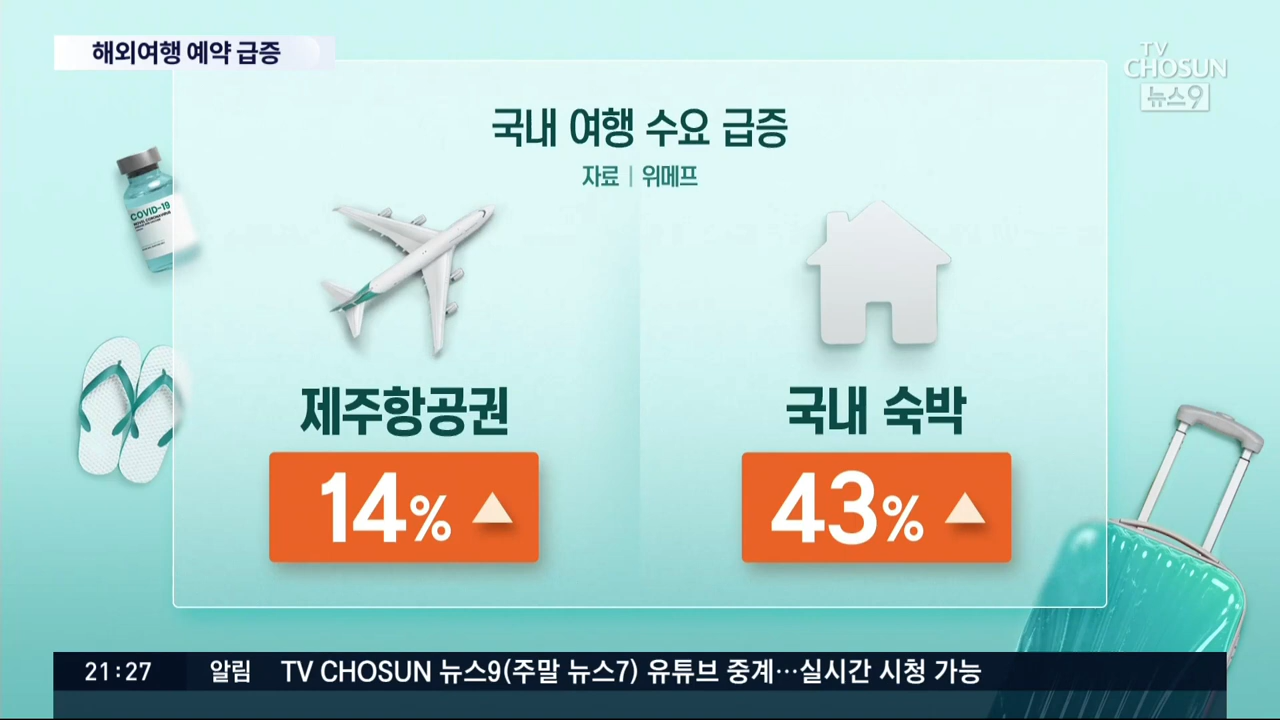 해외여행 예약 급증
TV
CHOSUN
뉴스9
국내 여행 수요 급증
자료 | 위메프
COVID-19
제주항공권
국내 숙박
14% ▲
43% ▲
21:27 알림 TV CHOSUN 뉴스9(주말 뉴스7) 유튜브 중계…실시간 시청 가능